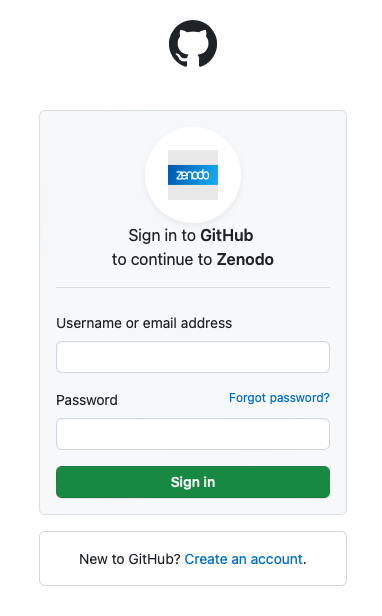 zenodo
Sign in to GitHub
to continue to Zenodo
Username or email address
Password
Forgot password?
Sign in
New to GitHub? Create an account.